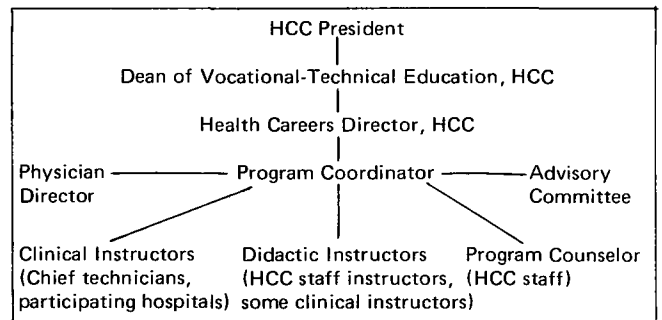 HCC President
Dean of Vocational-Technical Education, HCC
Health Careers Director, HCC
Physician Director
Program Coordinator
Advisory Committee
Clinical Instructors
(Chief technicians,
participating hospitals)
Didactic Instructors
(HCC staff instructors,
some clinical instructors)
Program Counselor
(HCC staff)